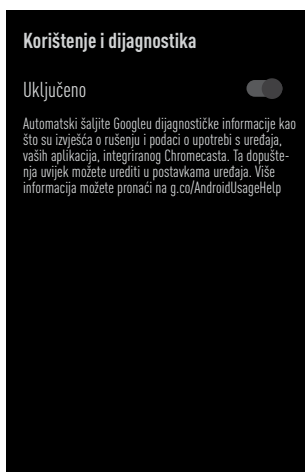 Korištenje i dijagnostika
Uključeno
Automatski šaljite Googleu dijagnostičke informacije kao
što su izvješća o rušenju i podaci o upotrebi s uređaja,
vaših aplikacija, integriranog Chromecasta. Ta dopušte-
nja uvijek možete urediti u postavkama uređaja. Više
informacija možete pronaći na g.co/AndroidUsageHelp